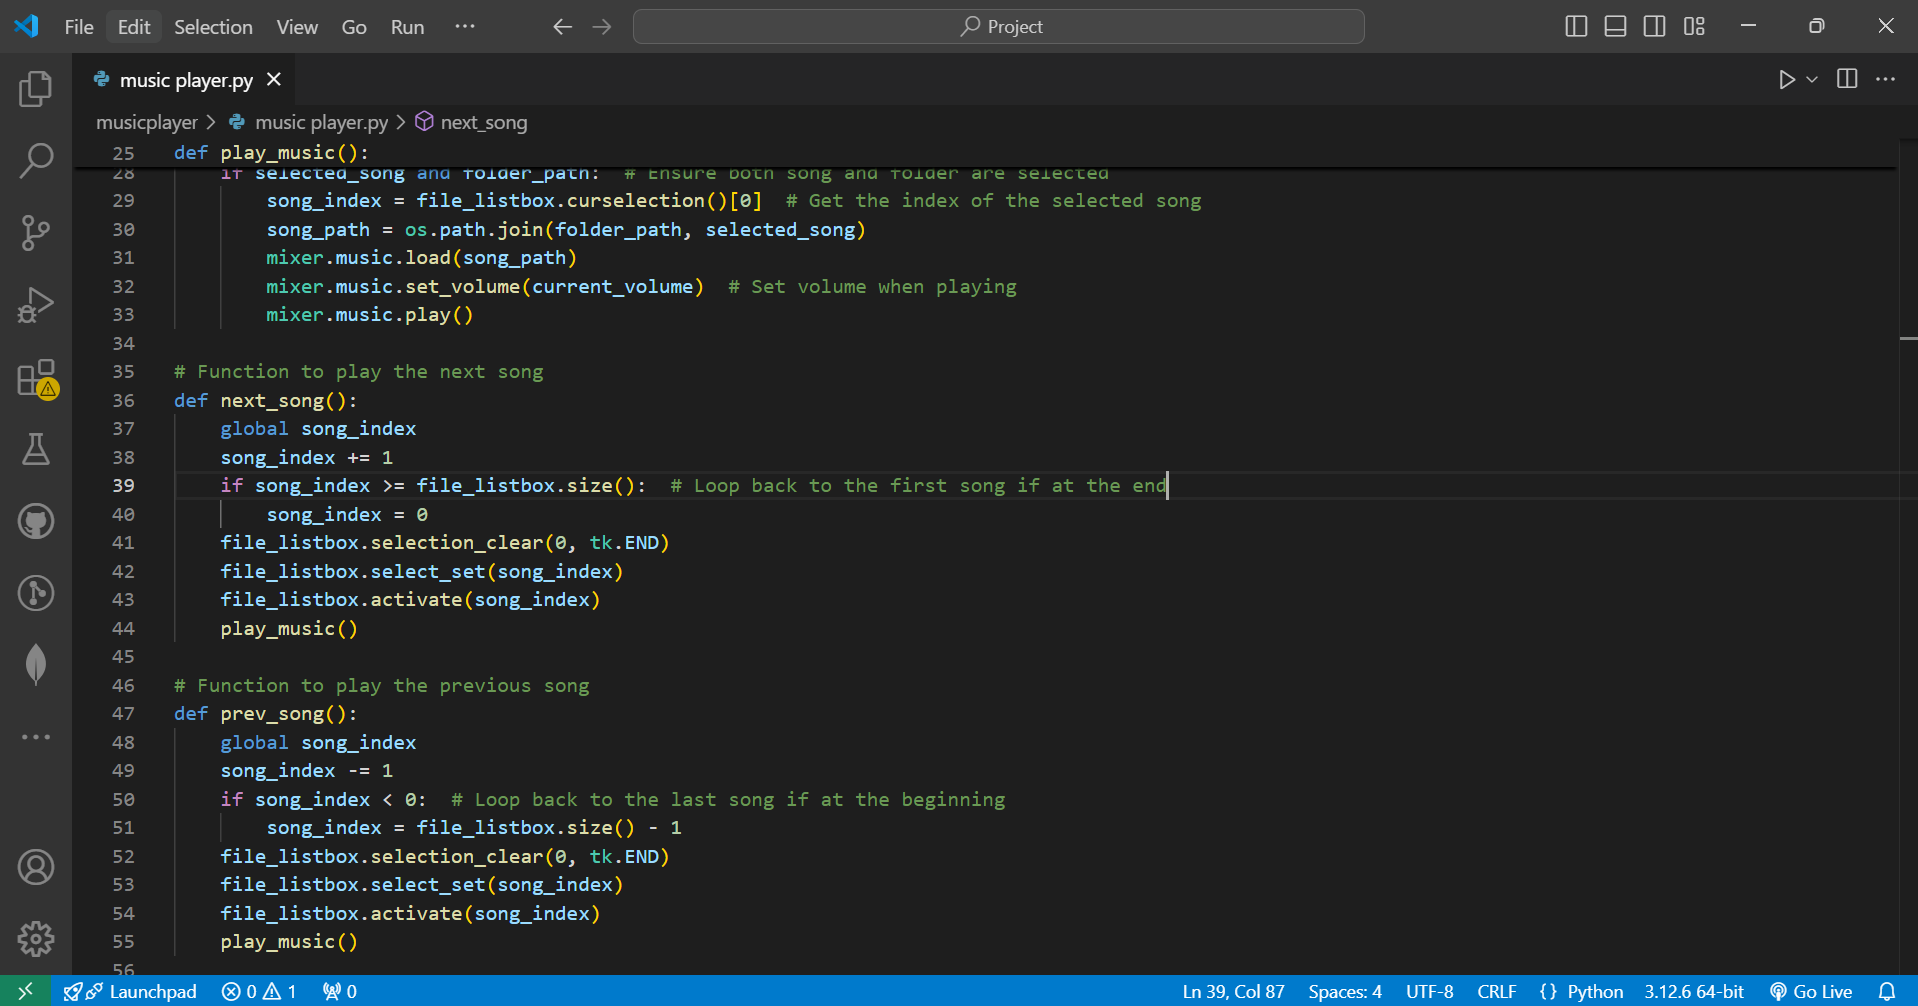 File Edit Selection View Go Run ··· Project
music player.py
musicplayer > music player.py > next_song
25 def play_music():
28 if selected_song and folder_path: # Ensure both song and folder are selected
29 song_index = file_listbox.curselection()[0] # Get the index of the selected song
30 song_path = os.path.join(folder_path, selected_song)
31 mixer.music.load(song_path)
32 mixer.music.set_volume(current_volume) # Set volume when playing
33 mixer.music.play()
34
35 # Function to play the next song
36 def next_song():
37 global song_index
38 song_index += 1
39 if song_index >= file_listbox.size(): # Loop back to the first song if at the end
40 song_index = 0
41 file_listbox.selection_clear(0, tk.END)
42 file_listbox.select_set(song_index)
43 file_listbox.activate(song_index)
44 play_music()
45
46 # Function to play the previous song
47 def prev_song():
48 global song_index
49 song_index -= 1
50 if song_index < 0: # Loop back to the last song if at the beginning
51 song_index = file_listbox.size() - 1
52 file_listbox.selection_clear(0, tk.END)
53 file_listbox.select_set(song_index)
54 file_listbox.activate(song_index)
55 play_music()
56
Launchpad 0 1 0 Ln 39, Col 87 Spaces: 4 UTF-8 CRLF {} Python 3.12.6 64-bit Go Live